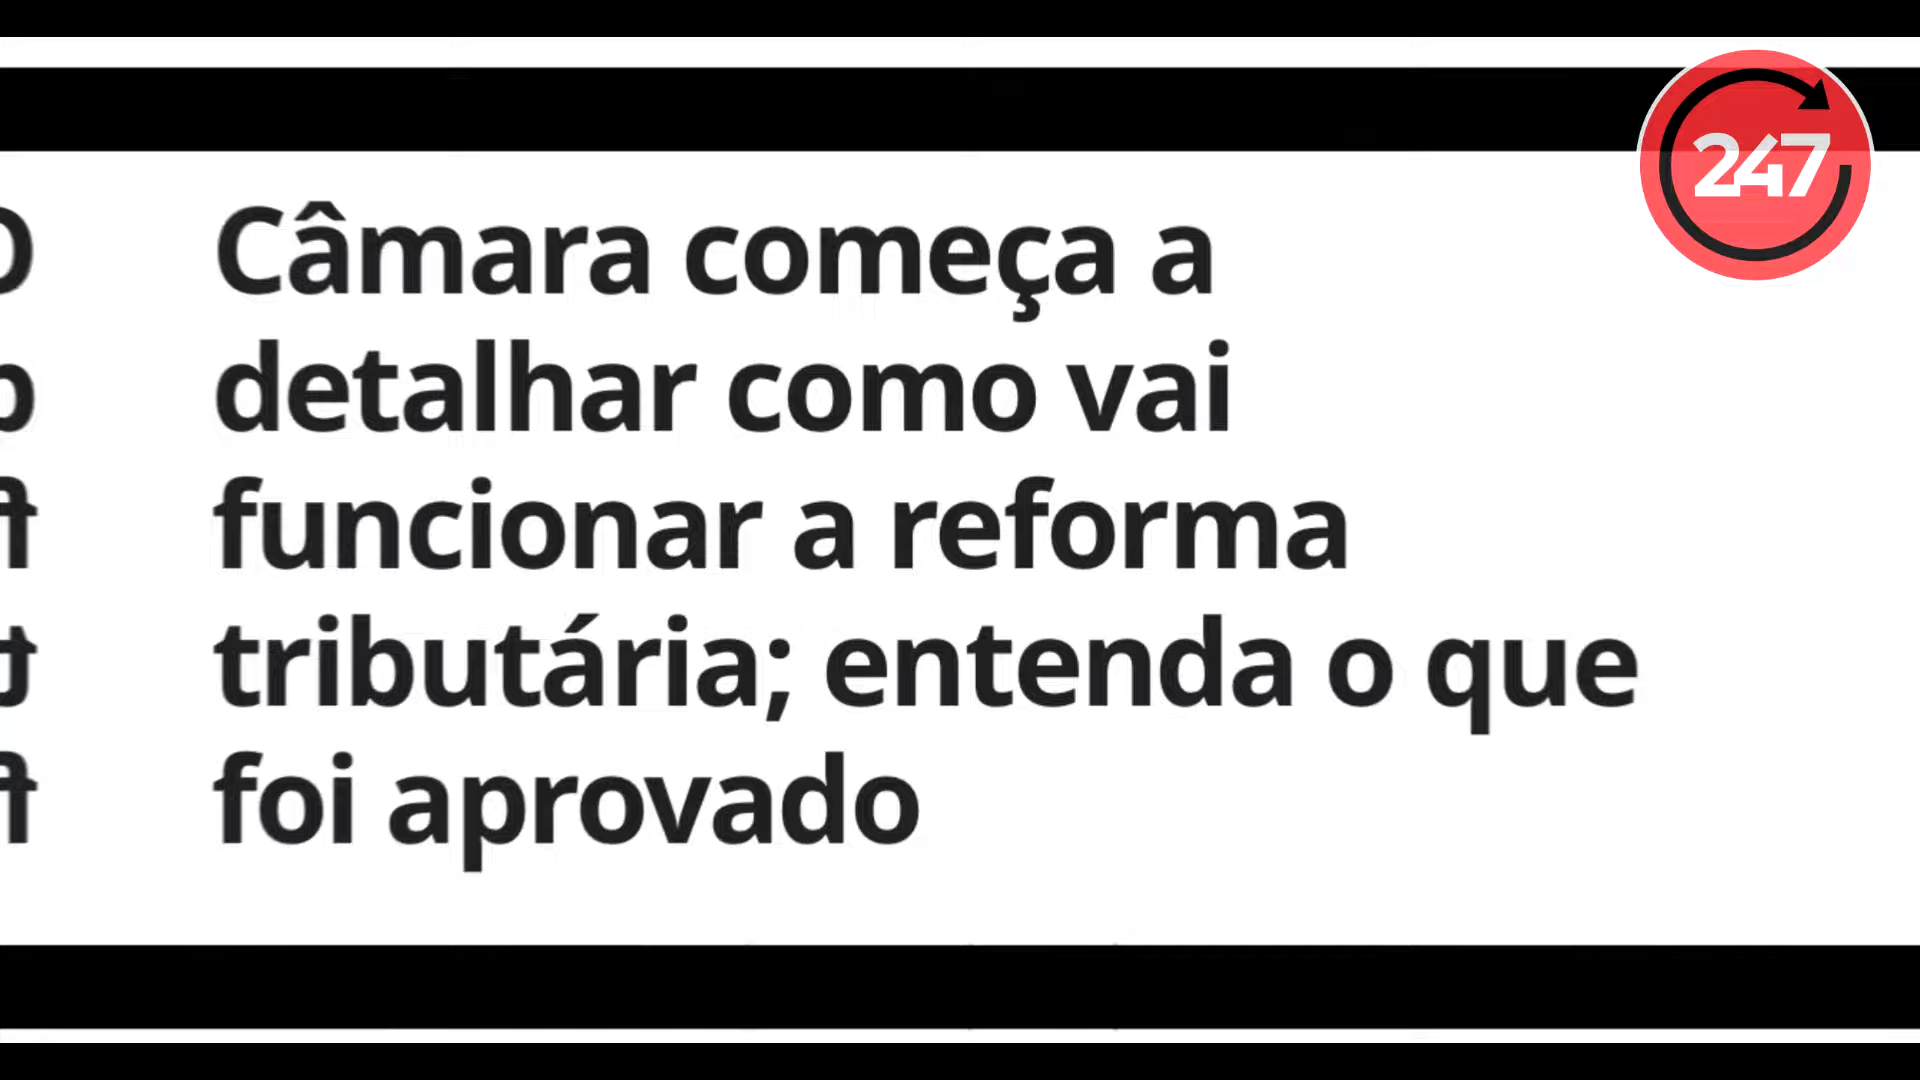 247
Câmara começa a
detalhar como vai
funcionar a reforma
tributária; entenda o que
foi aprovado